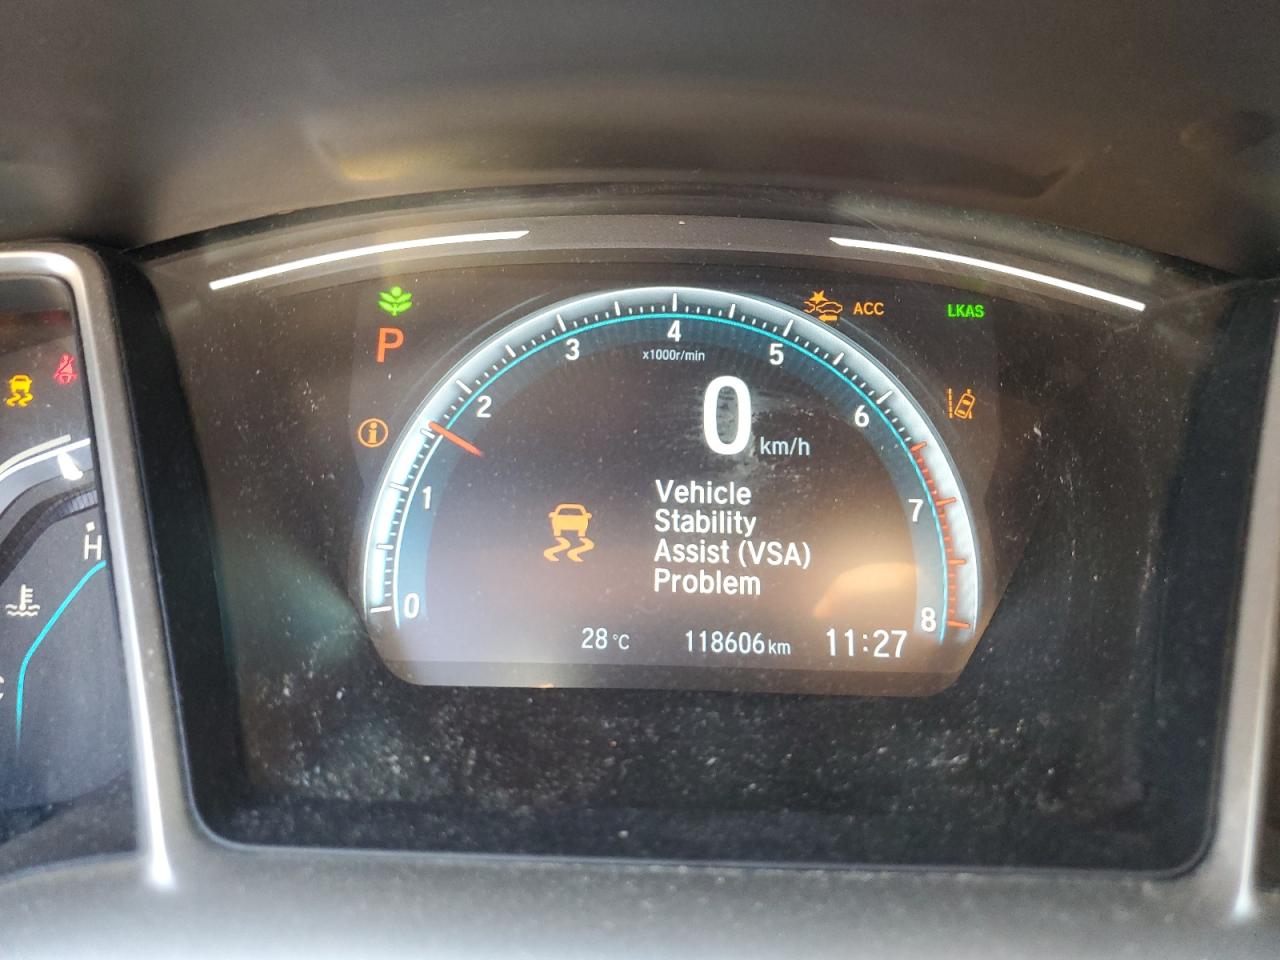 P
ACC
LKAS
0
1
2
3
4
5
6
7
8
x1000r/min
0 km/h
Vehicle
Stability
Assist (VSA)
Problem
28°C
118606 km
11:27
H